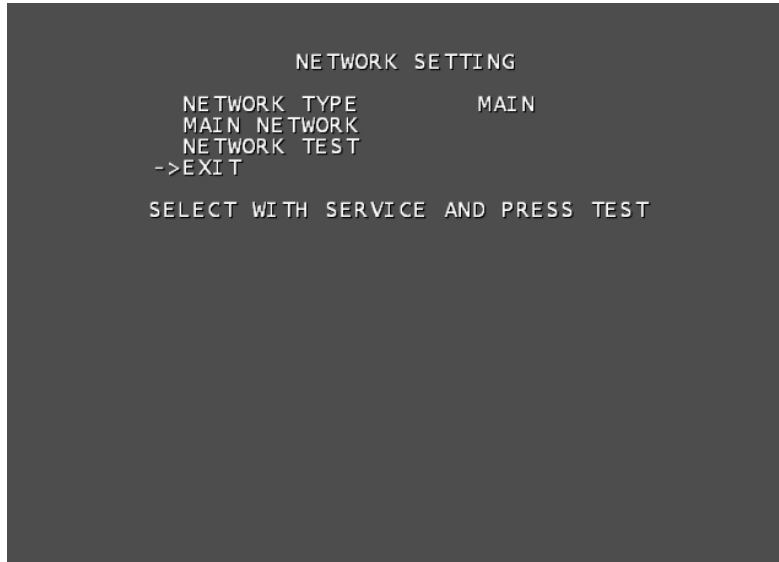 NETWORK SETTING
NETWORK TYPE MAIN
MAIN NETWORK
NETWORK TEST
->EXIT
SELECT WITH SERVICE AND PRESS TEST